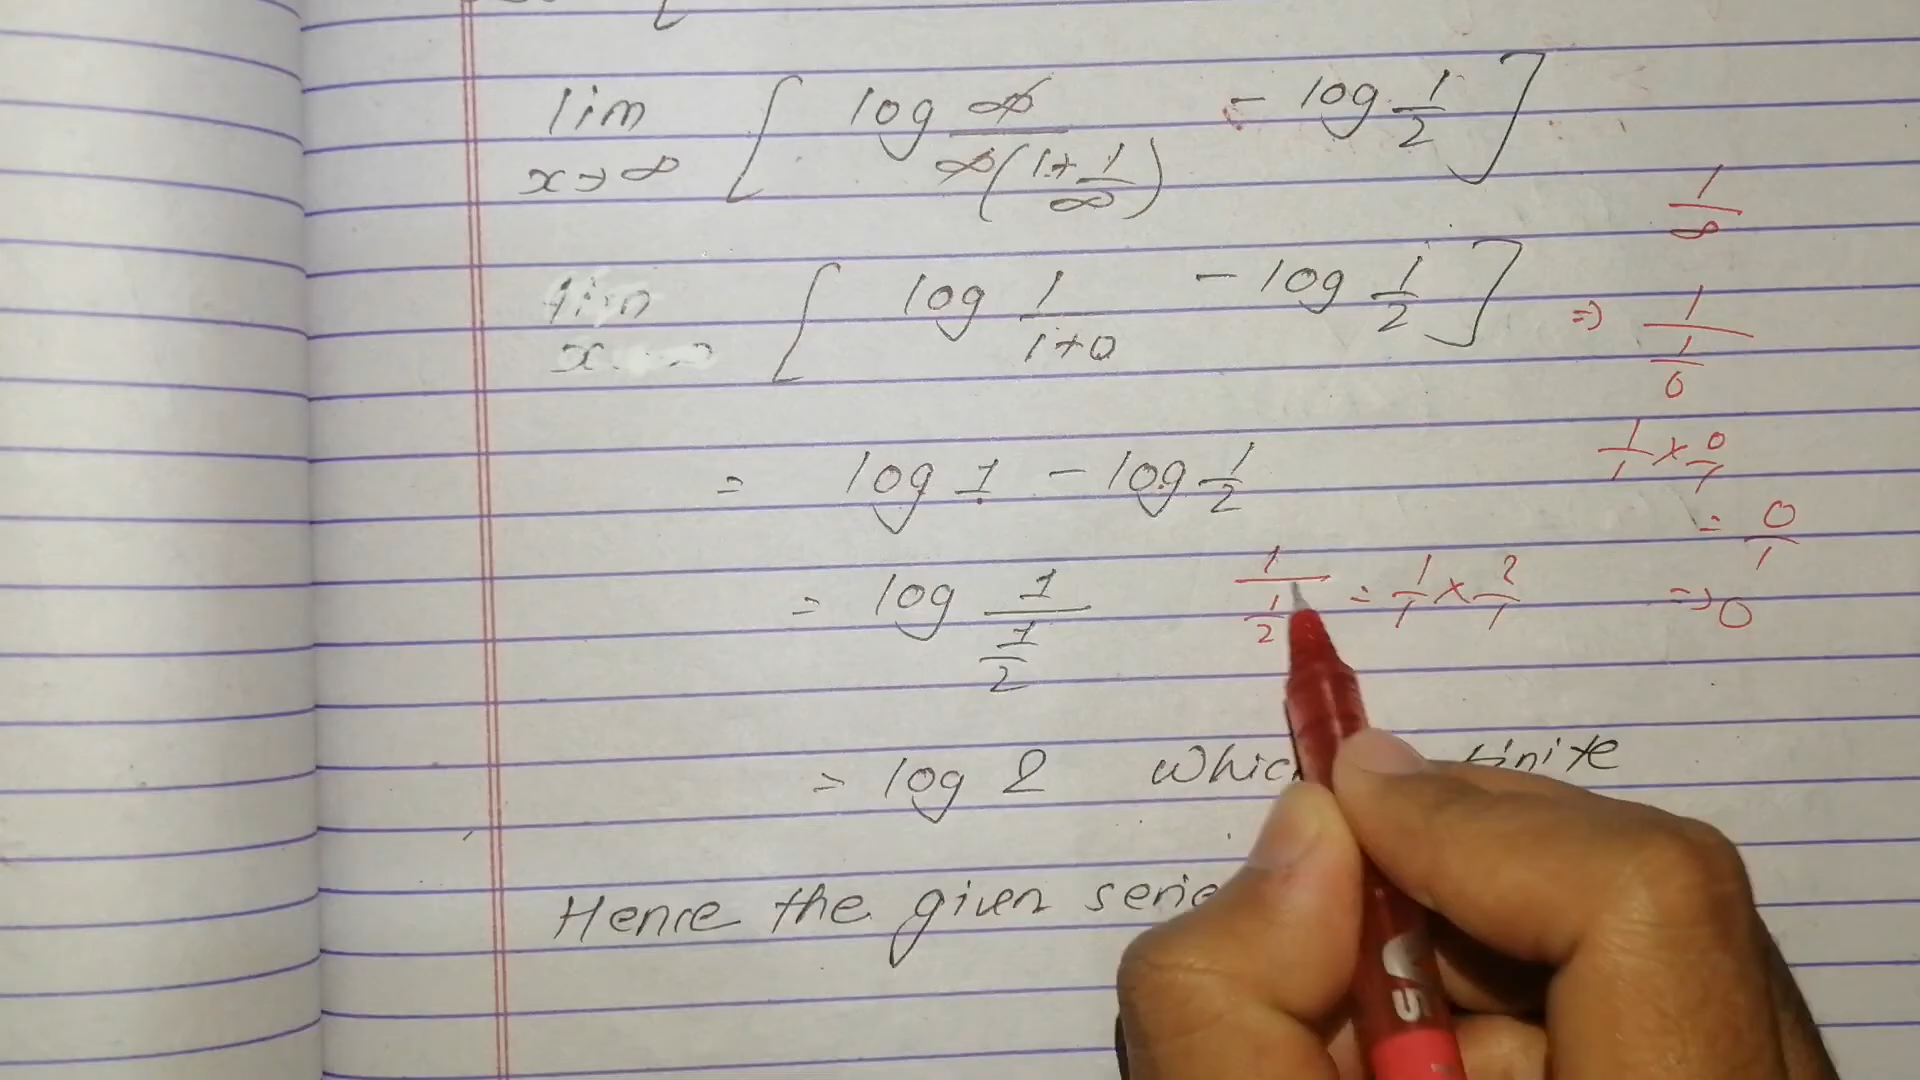 lim x→∞ [ log ∞/∞(1+1/∞) - log 1/2 ]
1/∞
lim x [ log 1/1+0 - log 1/2 ] ⇒ 1/(1/0)
1/1 × 0/1
= log 1 - log 1/2
= 0/1
= log 1/(1/2)
1/(1/2) = 1/1 × 2/1
⇒ 0
= log 2 finite
Hence the given